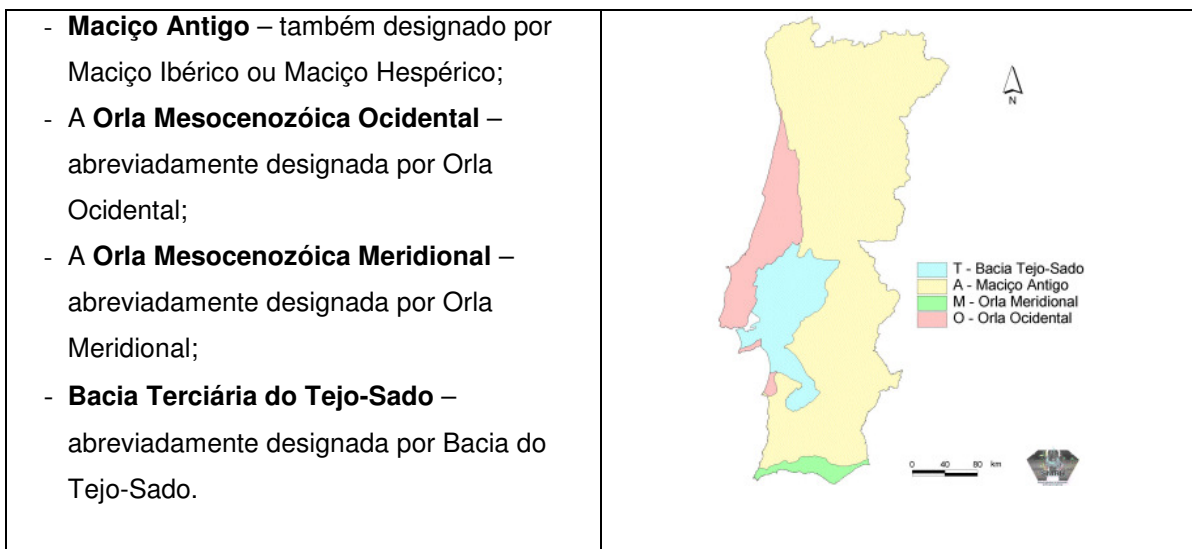 - Maciço Antigo – também designado por
Maciço Ibérico ou Maciço Hespérico;
- A Orla Mesocenozóica Ocidental –
abreviadamente designada por Orla
Ocidental;
- A Orla Mesocenozóica Meridional –
abreviadamente designada por Orla
Meridional;
- Bacia Terciária do Tejo-Sado –
abreviadamente designada por Bacia do
Tejo-Sado.
N
T - Bacia Tejo-Sado
A - Maciço Antigo
M - Orla Meridional
O - Orla Ocidental
0 40 80 km